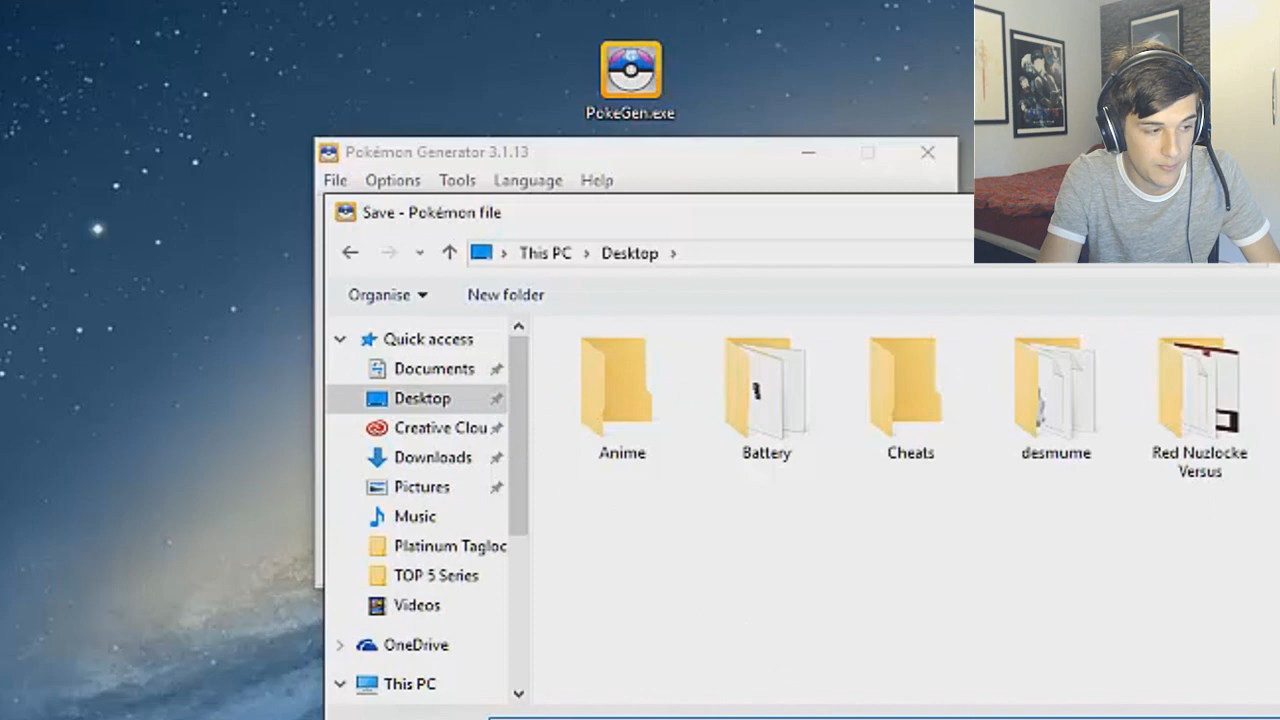 PokeGen.exe
Pokémon Generator 3.1.13
File Options Tools Language Help
Save - Pokémon file
This PC > Desktop >
Organise New folder
Quick access
Documents
Desktop
Creative Clou
Downloads
Pictures
Music
Platinum Tagloc
TOP 5 Series
Videos
OneDrive
This PC
Anime
Battery
Cheats
desmume
Red Nuzlocke
Versus